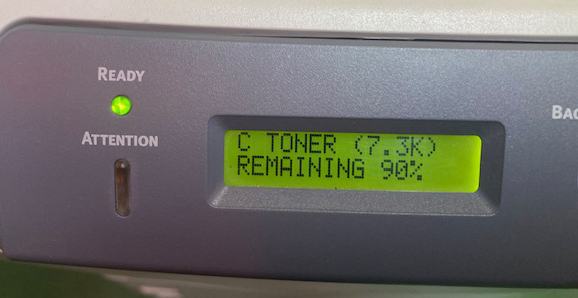 READY
ATTENTION
C TONER (7.3K)
REMAINING 90%